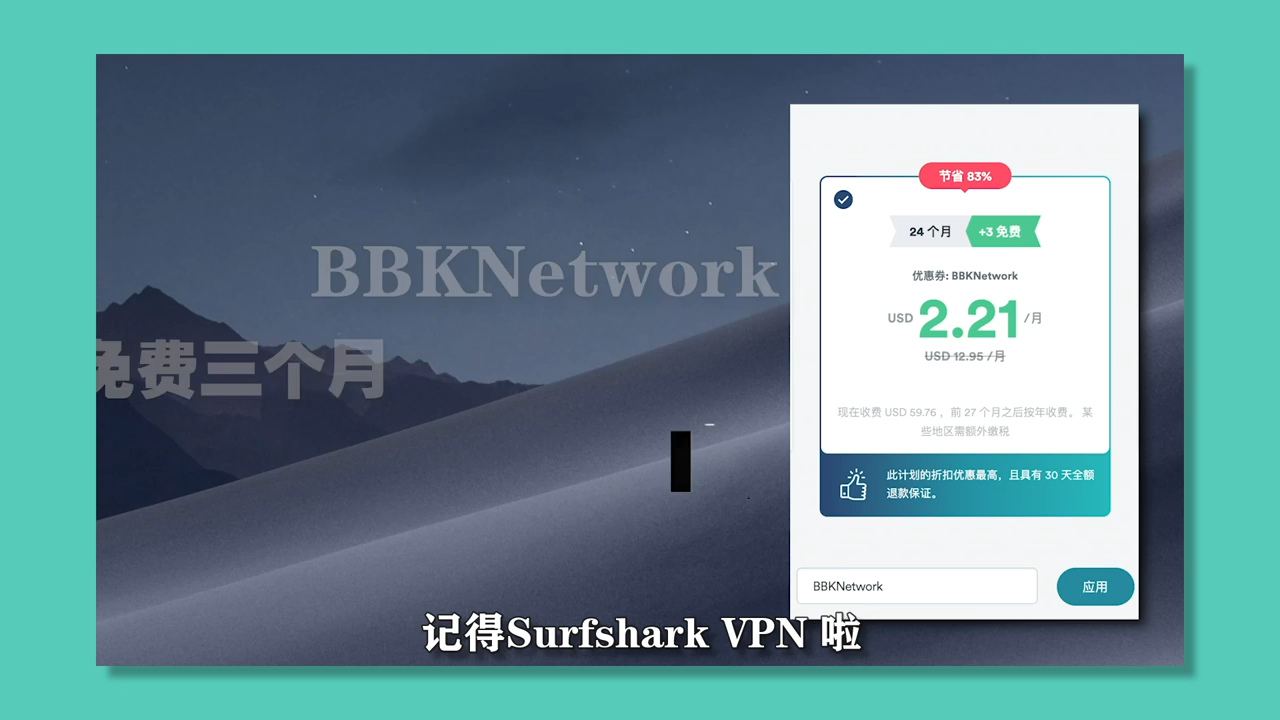 BBKNetwork
免费三个月
节省 83%
24 个月
+3 免费
优惠券: BBKNetwork
USD 2.21 /月
USD 12.95 /月
现在收费 USD 59.76 ，前 27 个月之后按年收费。 某
些地区需额外缴税
此计划的折扣优惠最高，且具有 30 天全额
退款保证。
BBKNetwork
应用
记得Surfshark VPN 啦